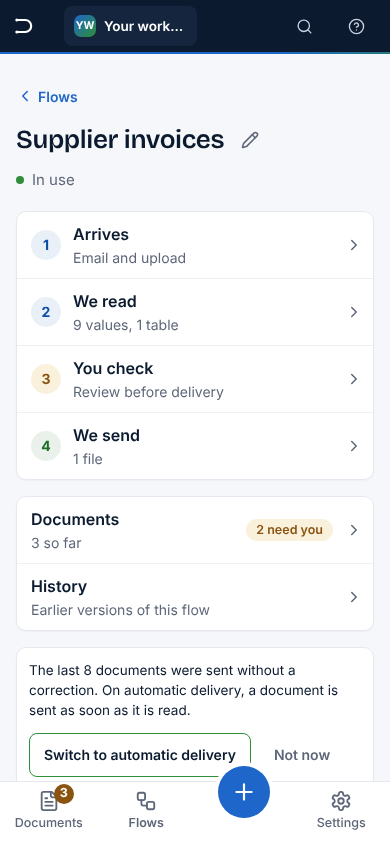 YW Your work...
Flows
Supplier invoices
In use
1 Arrives
Email and upload
2 We read
9 values, 1 table
3 You check
Review before delivery
4 We send
1 file
Documents
3 so far
2 need you
History
Earlier versions of this flow
The last 8 documents were sent without a
correction. On automatic delivery, a document is
sent as soon as it is read.
Switch to automatic delivery Not now
3
Documents Flows Settings